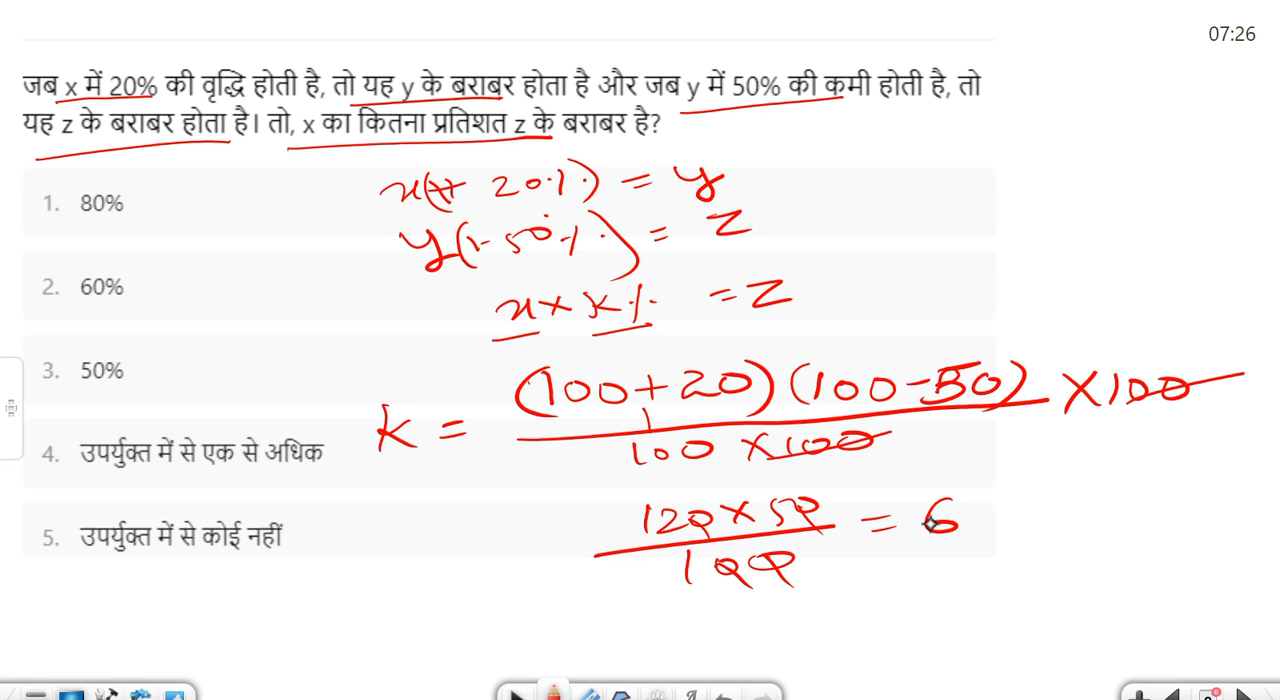 07:26
जब x में 20% की वृद्धि होती है, तो यह y के बराबर होता है और जब y में 50% की कमी होती है, तो
यह z के बराबर होता है। तो, x का कितना प्रतिशत z के बराबर है?
1. 80%
2. 60%
3. 50%
4. उपर्युक्त में से एक से अधिक
5. उपर्युक्त में से कोई नहीं
x(1+ 20%) = y
y(1-50%) = z
x × k% = z
k = (100+20)(100-50) × 100
100 × 100
120 × 50 = 6
100